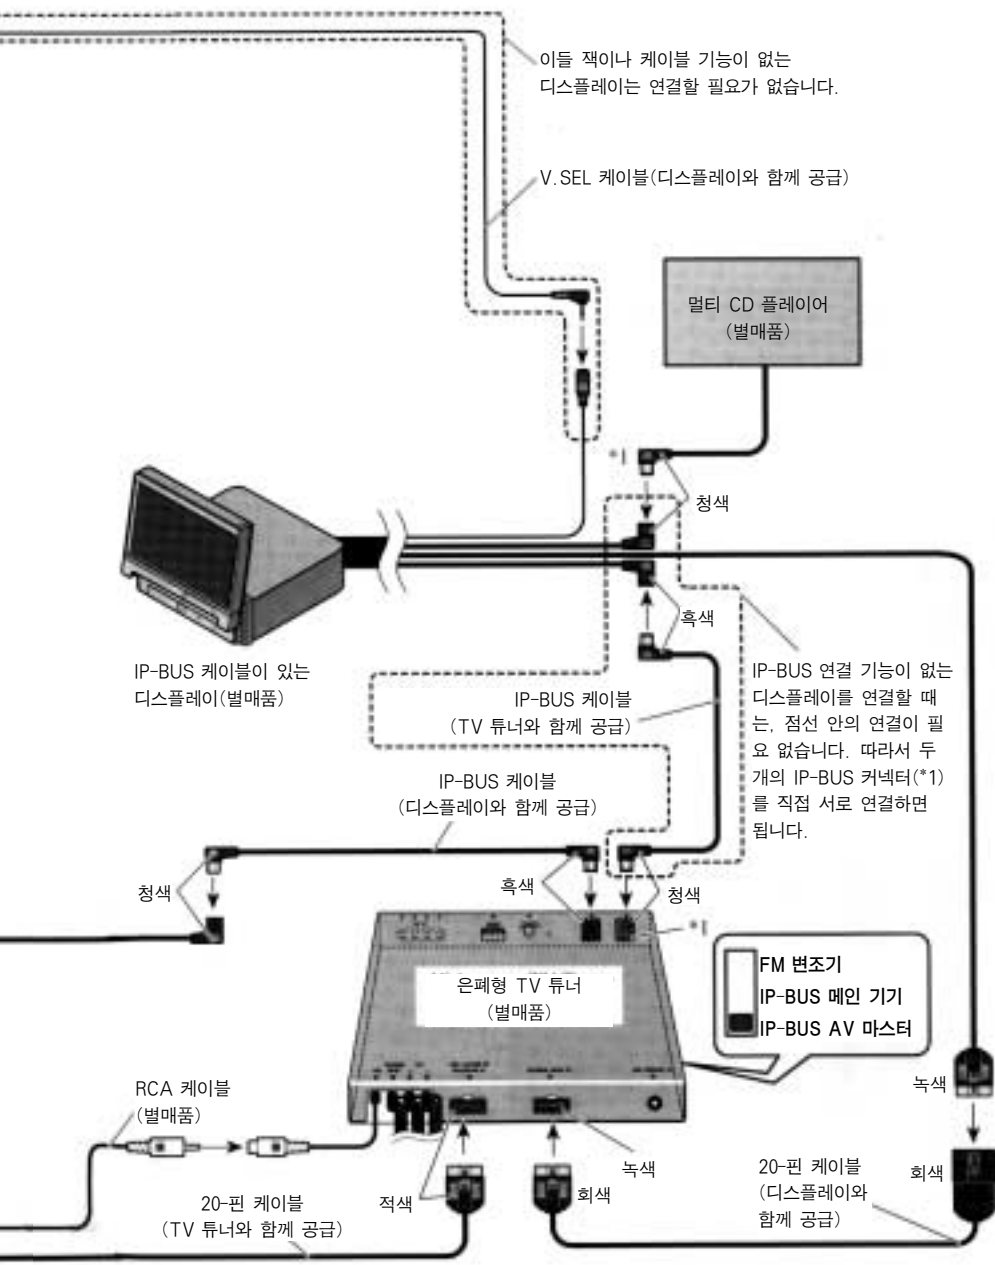 이들 잭이나 케이블 기능이 없는
디스플레이는 연결할 필요가 없습니다.
V.SEL 케이블(디스플레이와 함께 공급)
멀티 CD 플레이어
(별매품)
*1
청색
흑색
IP-BUS 케이블이 있는
디스플레이(별매품)
IP-BUS 케이블
(TV 튜너와 함께 공급)
IP-BUS 연결 기능이 없는
디스플레이를 연결할 때
는, 점선 안의 연결이 필
요 없습니다. 따라서 두
개의 IP-BUS 커넥터(*1)
를 직접 서로 연결하면
됩니다.
IP-BUS 케이블
(디스플레이와 함께 공급)
청색
흑색
청색
*1
은폐형 TV 튜너
(별매품)
FM 변조기
IP-BUS 메인 기기
IP-BUS AV 마스터
녹색
RCA 케이블
(별매품)
녹색
20-핀 케이블
(디스플레이와
함께 공급)
회색
적색
회색
20-핀 케이블
(TV 튜너와 함께 공급)